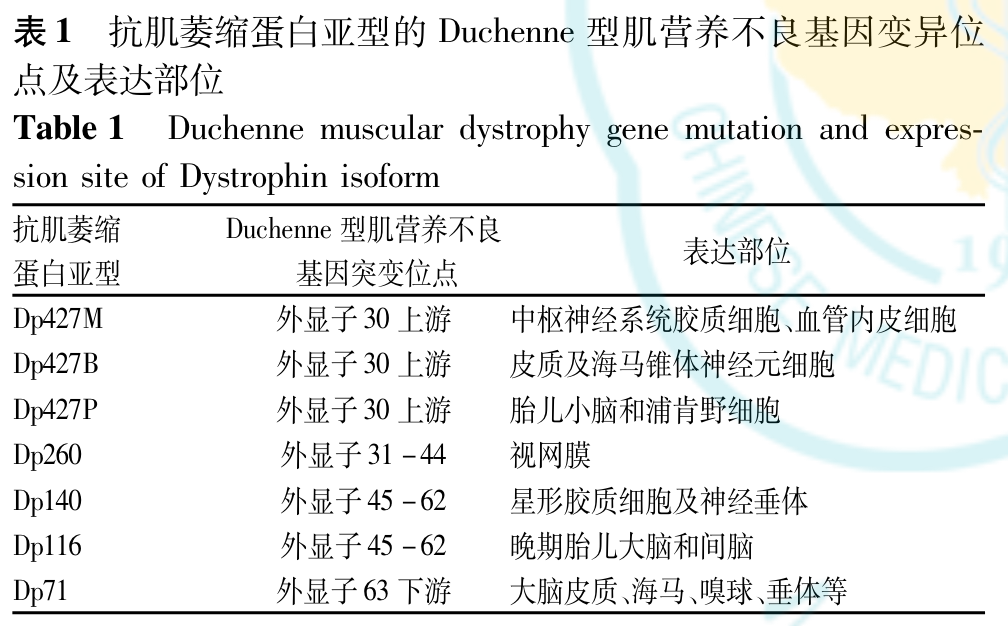 表1 抗肌萎缩蛋白亚型的 Duchenne 型肌营养不良基因变异位
点及表达部位
Table 1 Duchenne muscular dystrophy gene mutation and expres-
sion site of Dystrophin isoform
抗肌萎缩 Duchenne 型肌营养不良
蛋白亚型 基因突变位点 表达部位
Dp427M 外显子 30 上游 中枢神经系统胶质细胞、血管内皮细胞
Dp427B 外显子 30 上游 皮质及海马锥体神经元细胞
Dp427P 外显子 30 上游 胎儿小脑和浦肯野细胞
Dp260 外显子 31 -44 视网膜
Dp140 外显子 45 -62 星形胶质细胞及神经垂体
Dp116 外显子 45 -62 晚期胎儿大脑和间脑
Dp71 外显子 63 下游 大脑皮质、海马、嗅球、垂体等
CHINESE MEDIC
19